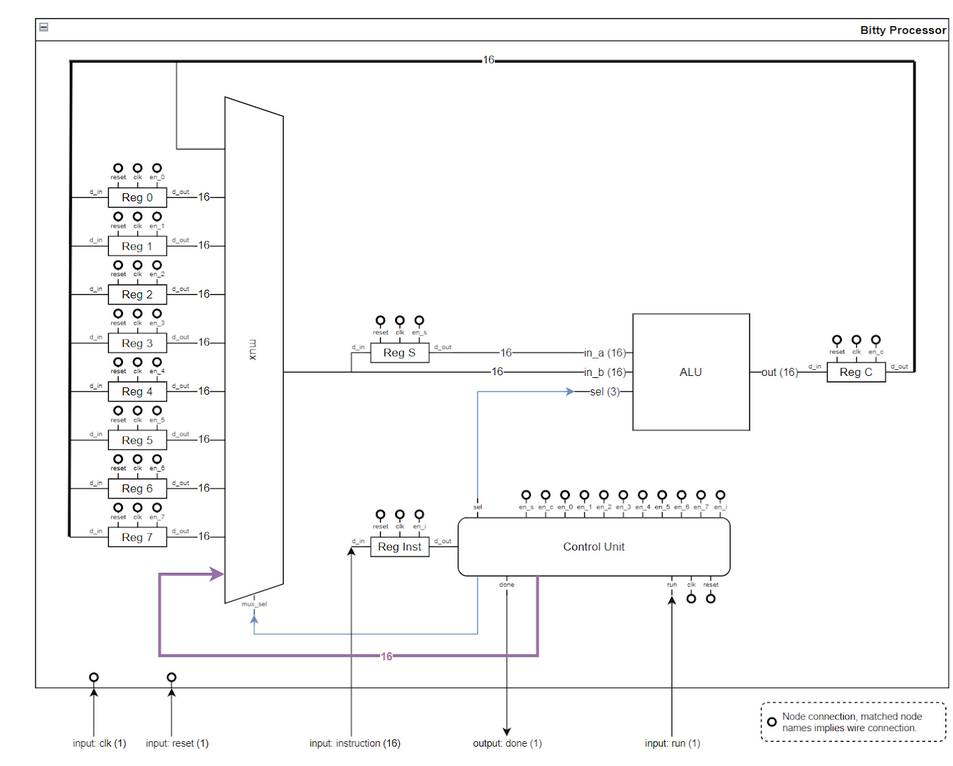 Bitty Processor
16
reset clk en_0
d_in Reg 0 d_out 16
reset clk en_1
d_in Reg 1 d_out 16
reset clk en_2
d_in Reg 2 d_out 16
reset clk en_3
d_in Reg 3 d_out 16
reset clk en_4
d_in Reg 4 d_out 16
reset clk en_5
d_in Reg 5 d_out 16
reset clk en_6
d_in Reg 6 d_out 16
reset clk en_7
d_in Reg 7 d_out 16
mux
mux_sel
reset clk en_s
d_in Reg S d_out 16 in_a (16)
16 in_b (16)
sel (3)
ALU
out (16)
reset clk en_c
d_in Reg C d_out
reset clk en_i
d_in Reg Inst d_out
sel
en_s en_c en_0 en_1 en_2 en_3 en_4 en_5 en_6 en_7 en_i
Control Unit
done
run clk reset
16
input: clk (1)
input: reset (1)
input: instruction (16)
output: done (1)
input: run (1)
Node connection, matched node
names implies wire connection.